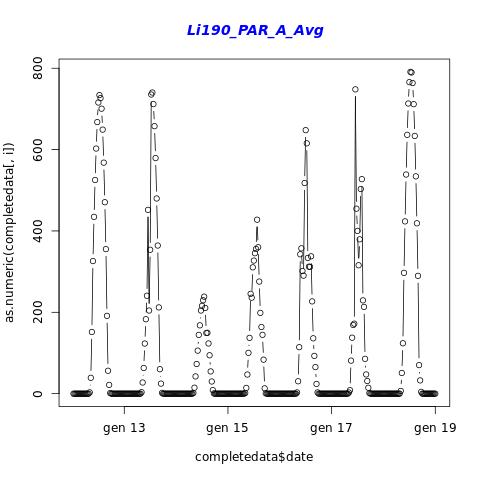 Li190_PAR_A_Avg
as.numeric(completedata[, i])
800
600
400
200
0
gen 13
gen 15
gen 17
gen 19
completedata$date